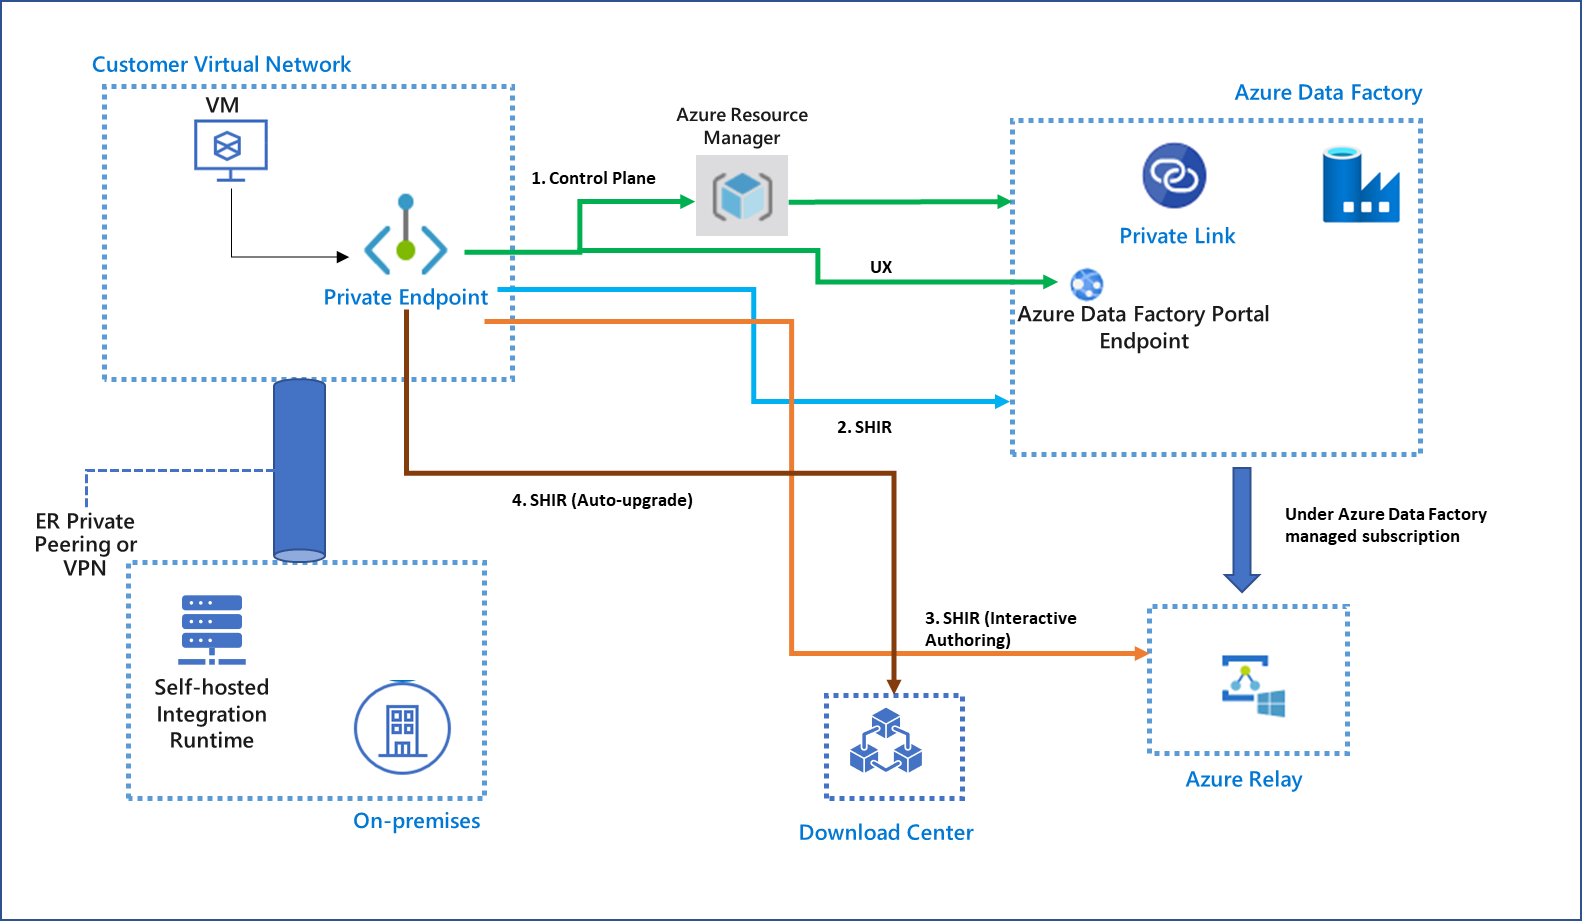 Customer Virtual Network
VM
Private Endpoint
1. Control Plane
Azure Resource
Manager
UX
Azure Data Factory
Private Link
Azure Data Factory Portal
Endpoint
2. SHIR
4. SHIR (Auto-upgrade)
ER Private
Peering or
VPN
Under Azure Data Factory
managed subscription
3. SHIR (Interactive
Authoring)
Self-hosted
Integration
Runtime
On-premises
Download Center
Azure Relay